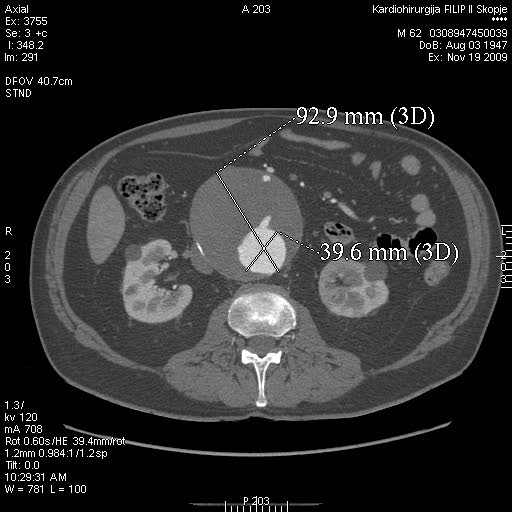 Axial
Ex: 3755
Se: 3 +c
I: 348.2
Im: 291
DFOV 40.7cm
STND
A 203
Kardiohirurgija FILIP II Skopje
****
M 62 0308947450039
DoB: Aug 03 1947
Ex: Nov 19 2009
92.9 mm (3D)
39.6 mm (3D)
R
2
0
3
L
1.3/
kv 120
mA 708
Rot 0.60s/HE 39.4mm/rot
1.2mm 0.984:1/1.2sp
Tilt: 0.0
10:29:31 AM
W = 781 L = 100
P 203